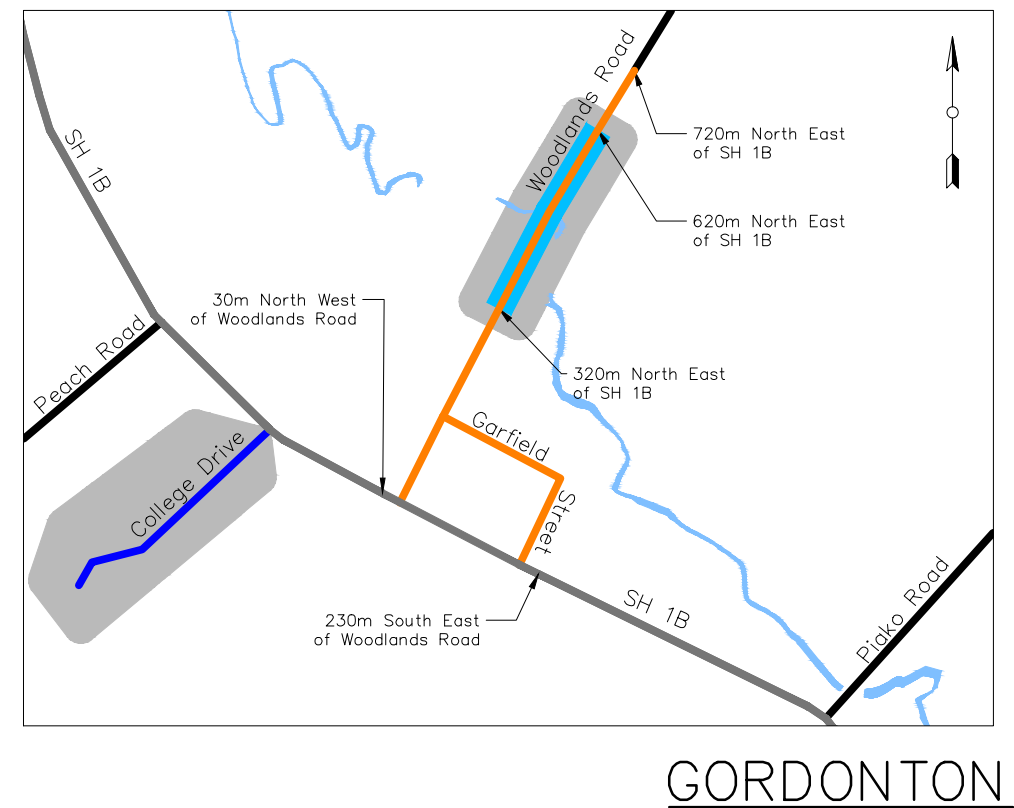 Woodlands Road
SH 1B
720m North East
of SH 1B
620m North East
of SH 1B
30m North West
of Woodlands Road
Peach Road
320m North East
of SH 1B
Garfield
Street
College Drive
230m South East
of Woodlands Road
SH 1B
Piako Road
GORDONTON